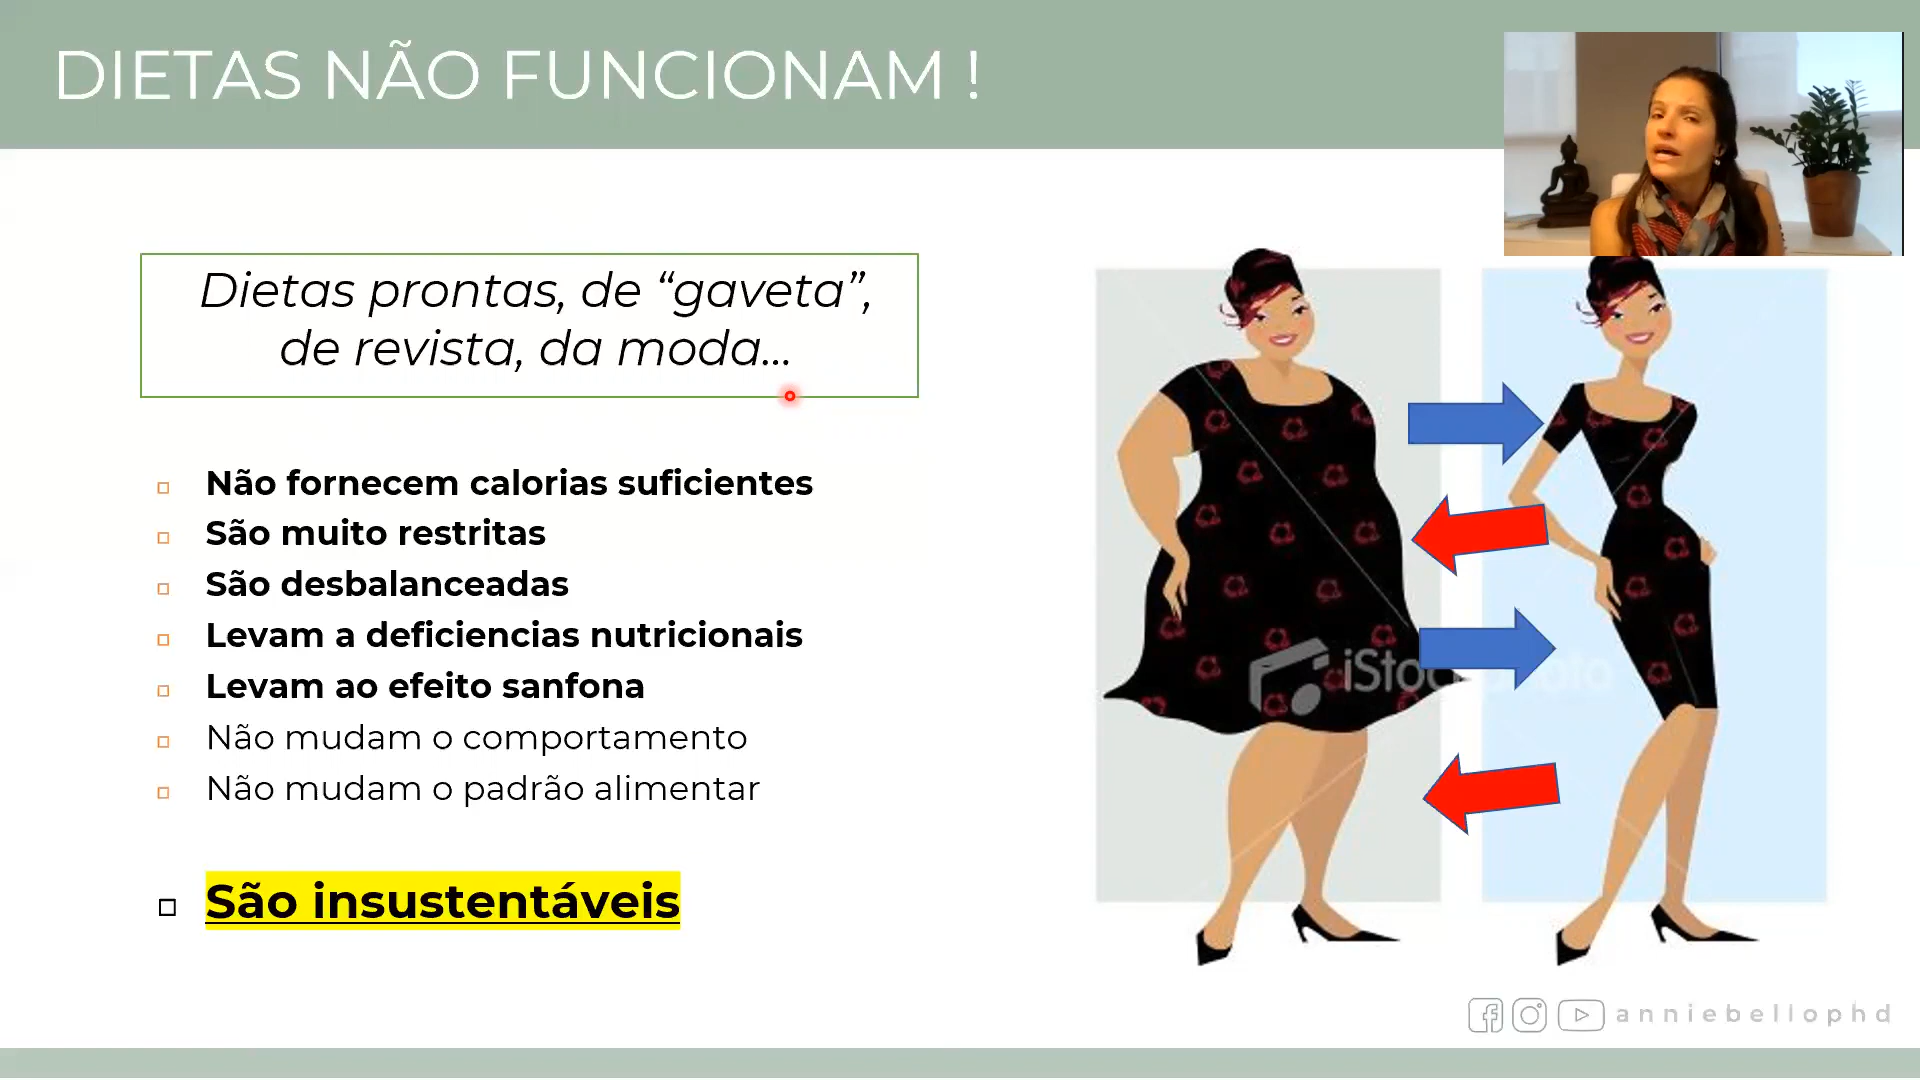 DIETAS NÃO FUNCIONAM !
Dietas prontas, de “gaveta”,
de revista, da moda...
Não fornecem calorias suficientes
São muito restritas
São desbalanceadas
Levam a deficiencias nutricionais
Levam ao efeito sanfona
Não mudam o comportamento
Não mudam o padrão alimentar
São insustentáveis
iStockphoto
anniebellophd